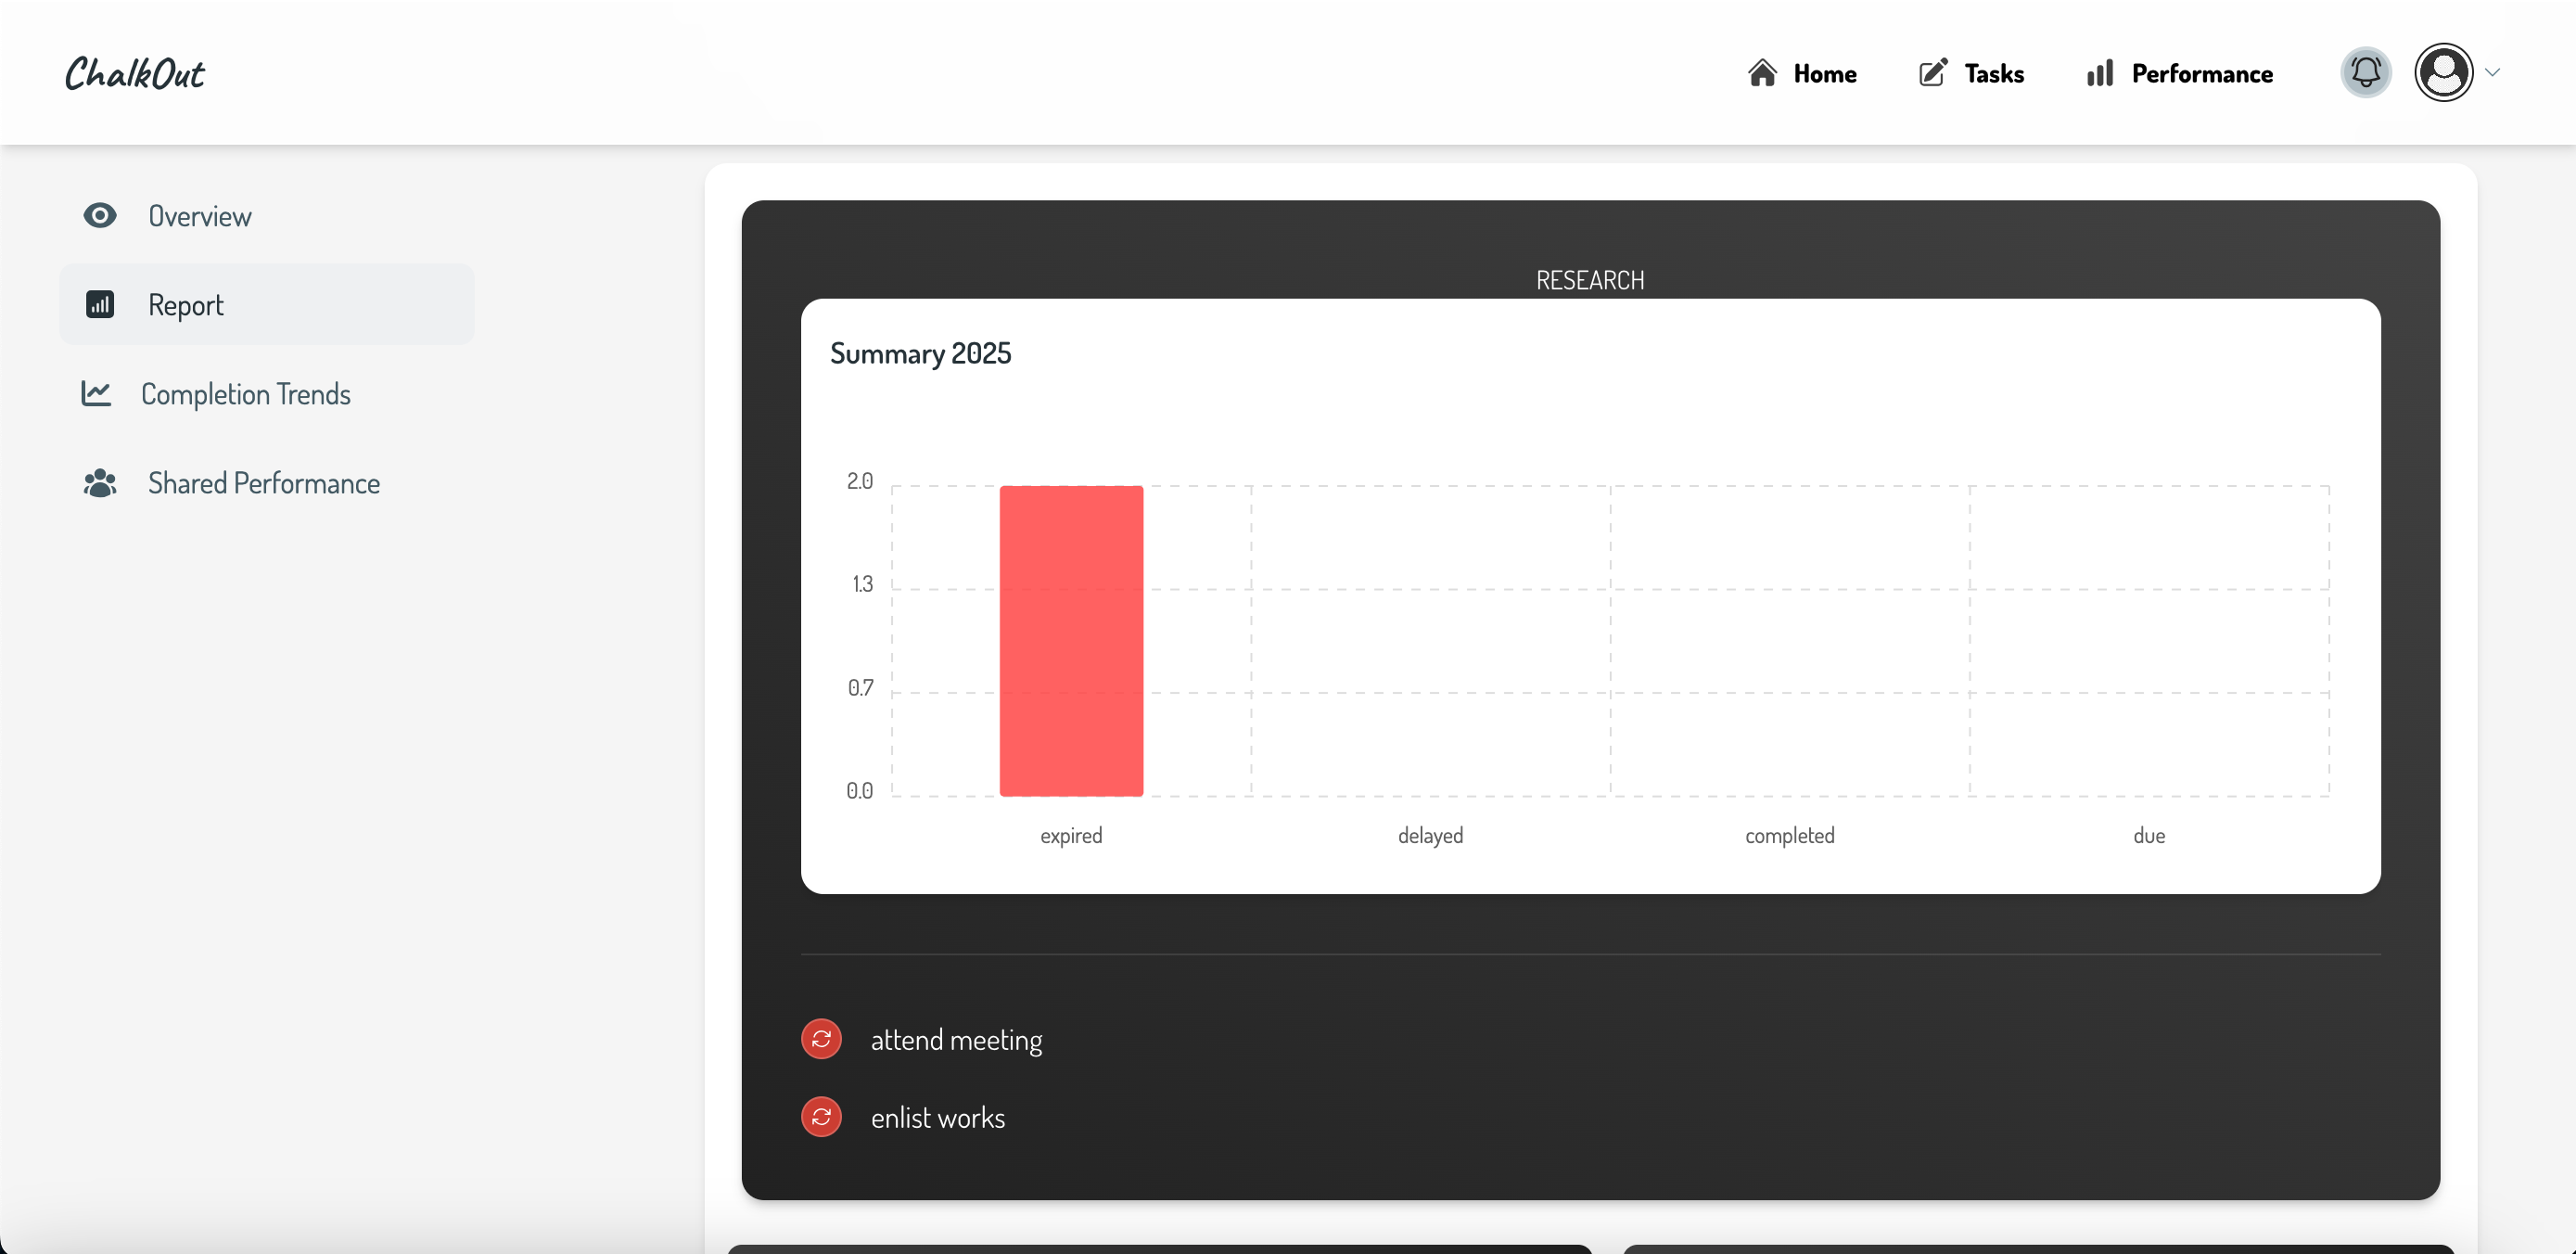 ChalkOut
Home
Tasks
Performance
Overview
Report
Completion Trends
Shared Performance
RESEARCH
Summary 2025
2.0
1.3
0.7
0.0
expired delayed completed due
attend meeting
enlist works